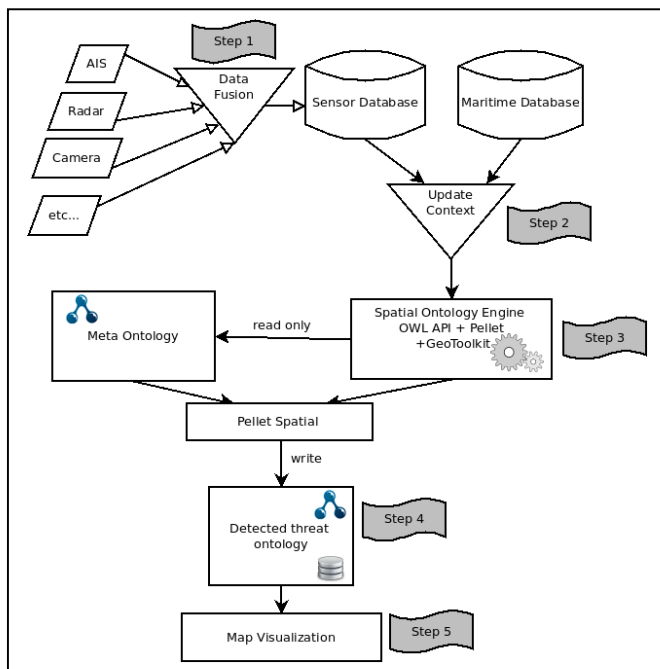 Step 1
AIS
Data
Fusion
Radar
Sensor Database
Maritime Database
Camera
etc...
Update
Context
Step 2
Spatial Ontology Engine
OWL API + Pellet
+GeoToolkit
Meta Ontology
read only
Step 3
Pellet Spatial
write
Detected threat
ontology
Step 4
Map Visualization
Step 5